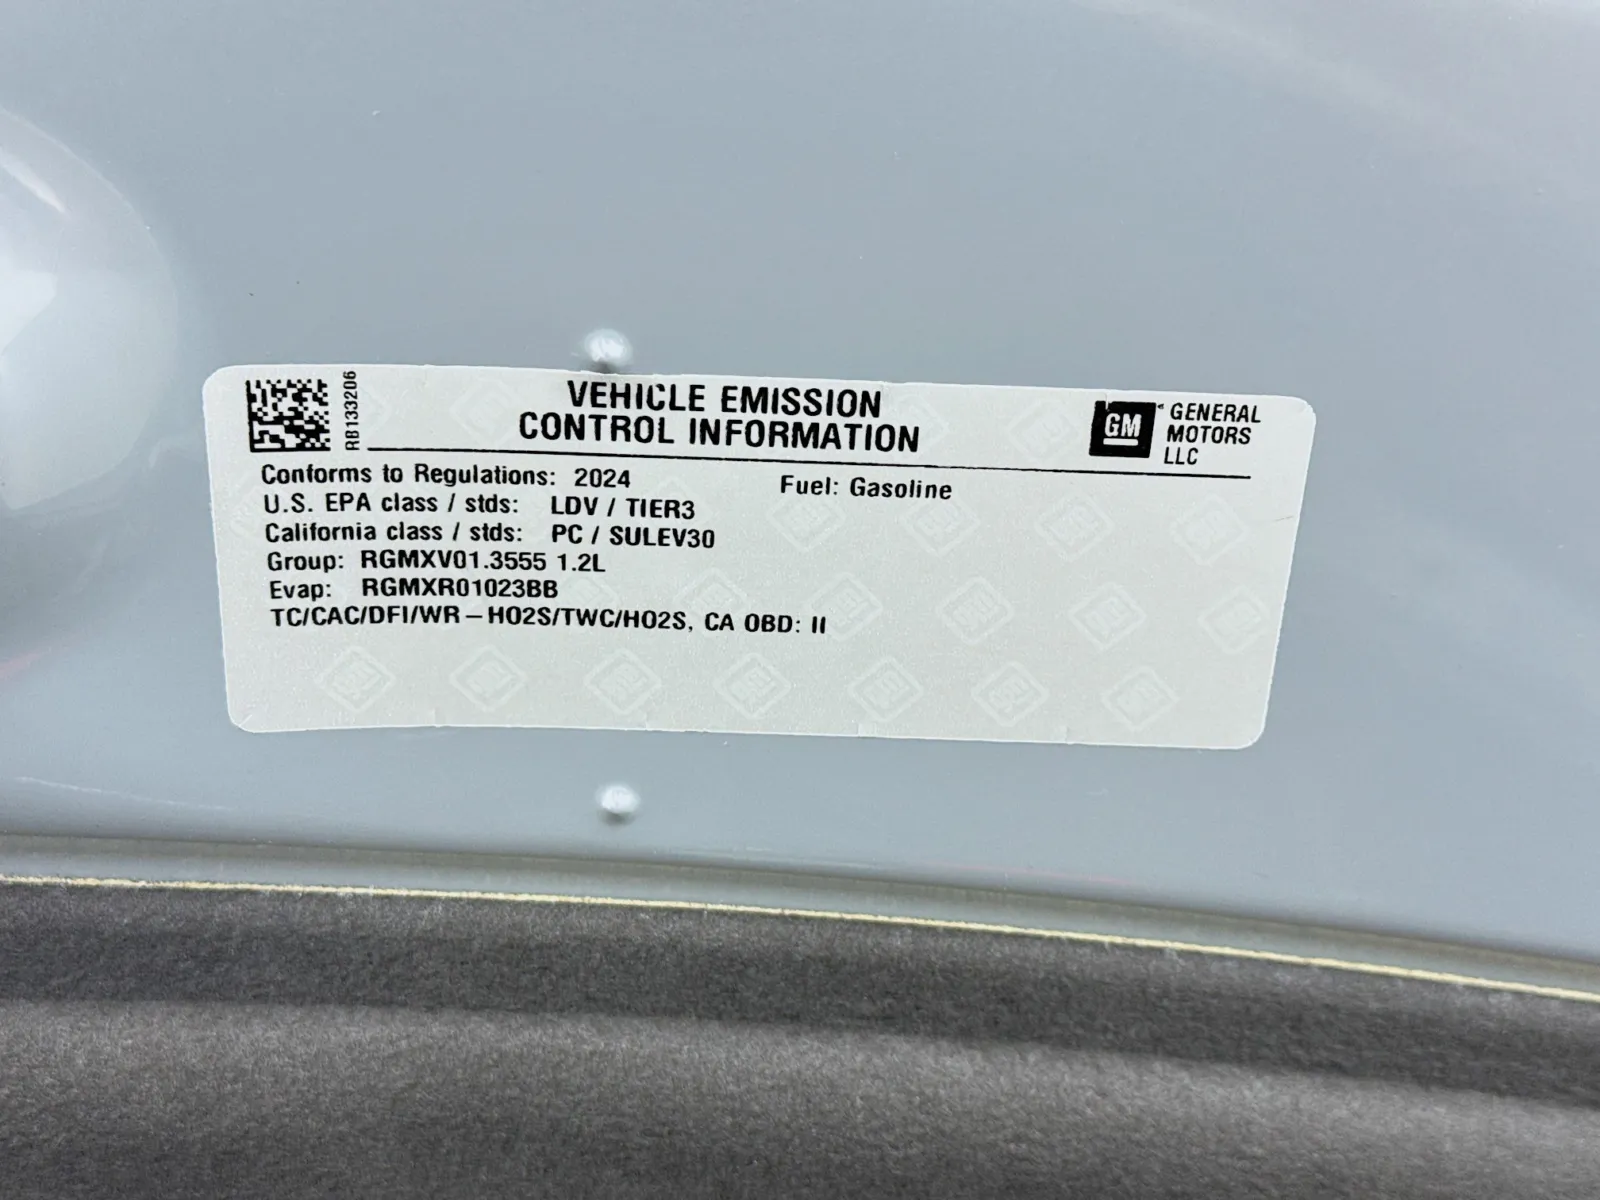 RB133206
VEHICLE EMISSION
CONTROL INFORMATION
GM
GENERAL
MOTORS
LLC
Conforms to Regulations: 2024
Fuel: Gasoline
U.S. EPA class / stds: LDV / TIER3
California class / stds: PC / SULEV30
Group: RGMXV01.3555 1.2L
Evap: RGMXR01023BB
TC/CAC/DFI/WR-HO2S/TWC/HO2S, CA OBD: II